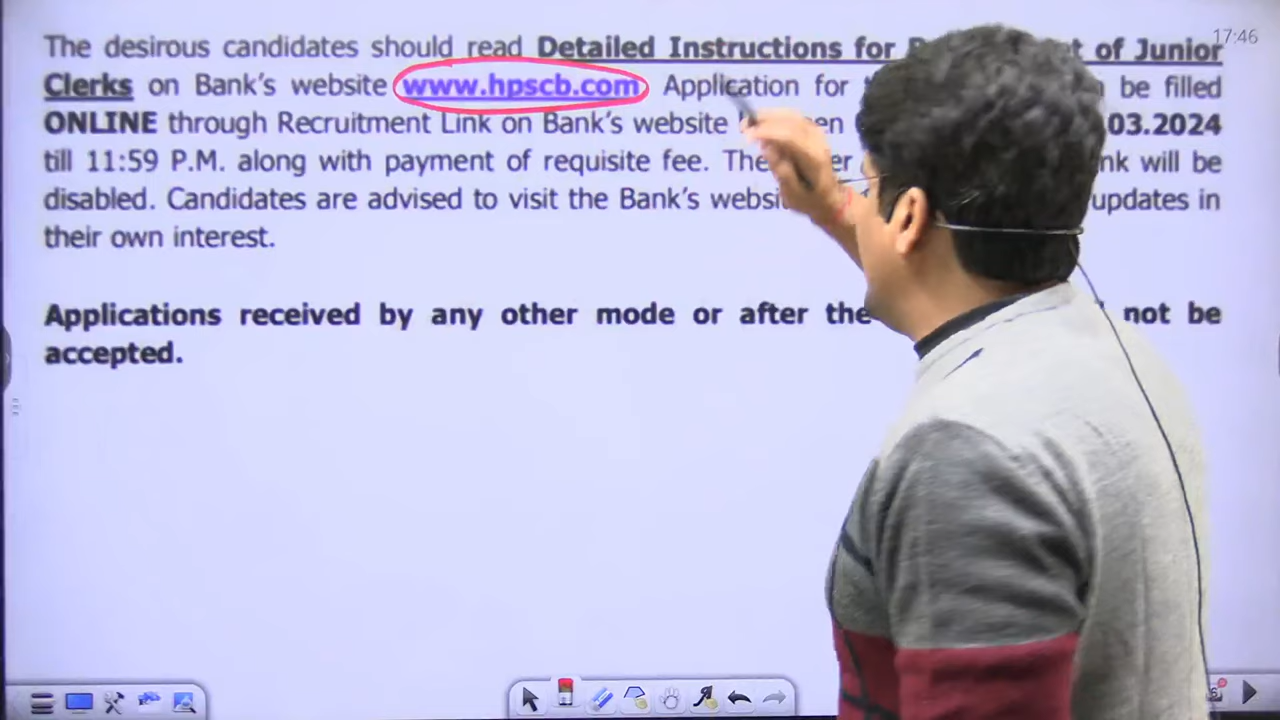 17:46
The desirous candidates should read Detailed Instructions for of Junior
Clerks on Bank's website www.hpscb.com Application for be filled
ONLINE through Recruitment Link on Bank's website .03.2024
till 11:59 P.M. along with payment of requisite fee. The will be
disabled. Candidates are advised to visit the Bank's updates in
their own interest.
Applications received by any other mode or after the not be
accepted.